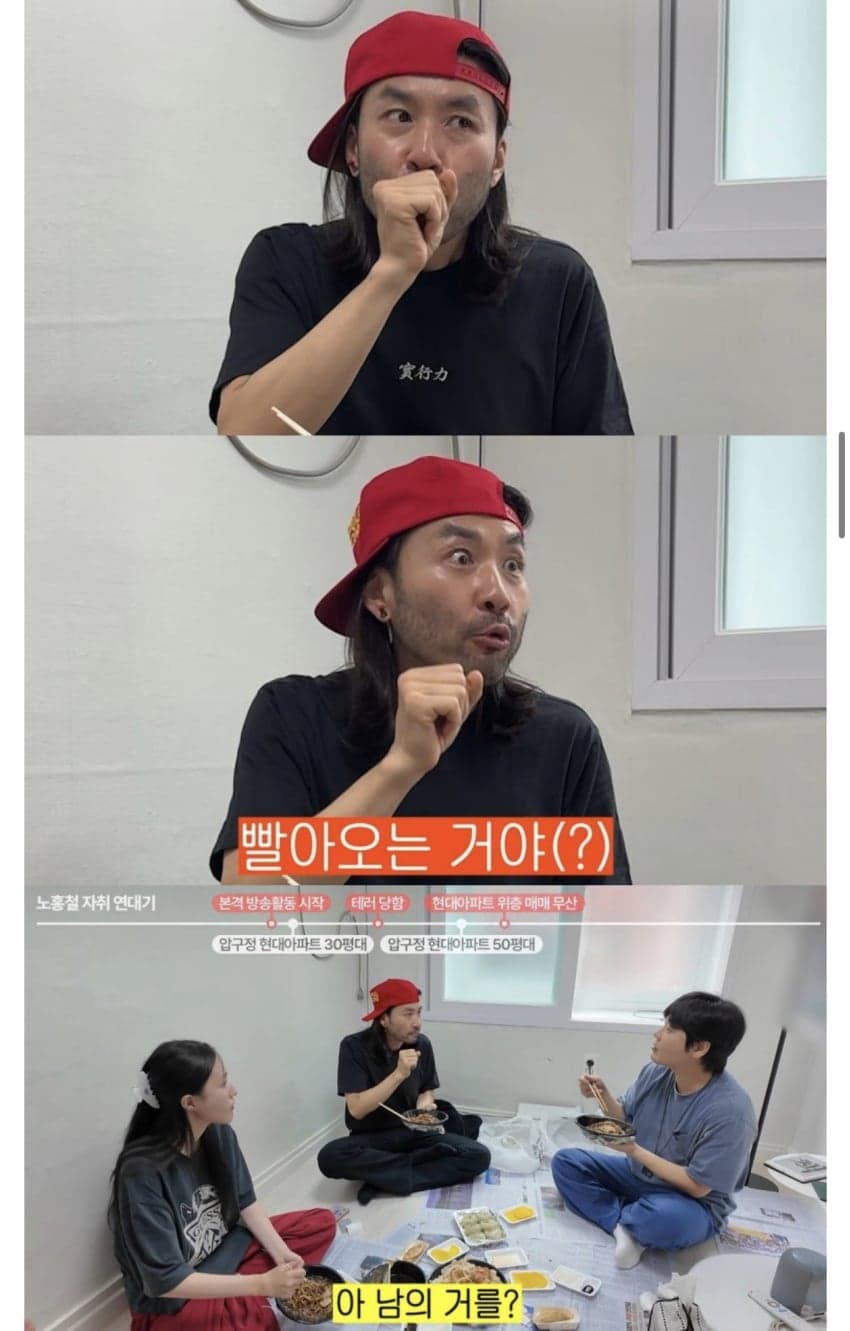 實行力
빨아오는 거야(?)
노홍철 자취 연대기
본격 방송활동 시작 테러 당함 현대아파트 위층 매매 무산
압구정 현대아파트 30평대 압구정 현대아파트 50평대
아 남의 거를?